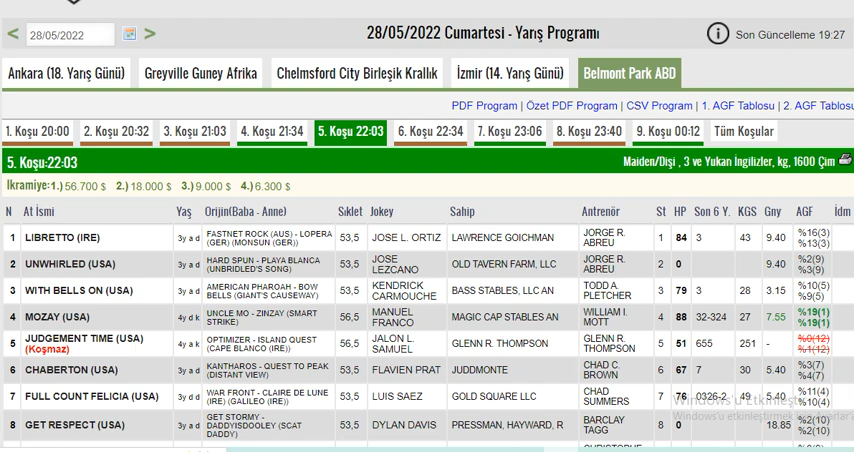 28/05/2022
28/05/2022 Cumartesi - Yarış Programı
Son Güncelleme 19:27
Ankara (18. Yarış Günü) Greyville Guney Afrika Chelmsford City Birleşik Krallık İzmir (14. Yarış Günü) Belmont Park ABD
PDF Program | Özet PDF Program | CSV Program | 1. AGF Tablosu | 2. AGF Tablosu
1. Koşu 20:00 2. Koşu 20:32 3. Koşu 21:03 4. Koşu 21:34 5. Koşu 22:03 6. Koşu 22:34 7. Koşu 23:06 8. Koşu 23:40 9. Koşu 00:12 Tüm Koşular
5. Koşu:22:03 Maiden/Dişi , 3 ve Yukarı İngilizler, kg, 1600 Çim
Ikramiye:1.) 56.700 $ 2.) 18.000 $ 3.) 9.000 $ 4.) 6.300 $
N At İsmi Yaş Orijin(Baba - Anne) Sıklet Jokey Sahip Antrenör St HP Son 6 Y. KGS Gny AGF İdm
1 LIBRETTO (IRE) 3y a d FASTNET ROCK (AUS) - LOPERA (GER) (MONSUN (GER)) 53,5 JOSE L. ORTIZ LAWRENCE GOICHMAN JORGE R. ABREU 1 84 3 43 9.40 %16(3) %13(3)
2 UNWHIRLED (USA) 3y a d HARD SPUN - PLAYA BLANCA (UNBRIDLED'S SONG) 53,5 JOSE LEZCANO OLD TAVERN FARM, LLC JORGE R. ABREU 2 0 9.40 %2(9) %3(9)
3 WITH BELLS ON (USA) 3y a d AMERICAN PHAROAH - BOW BELLS (GIANT'S CAUSEWAY) 53,5 KENDRICK CARMOUCHE BASS STABLES, LLC AN TODD A. PLETCHER 3 79 3 28 3.15 %10(5) %9(5)
4 MOZAY (USA) 4y d k UNCLE MO - ZINZAY (SMART STRIKE) 56,5 MANUEL FRANCO MAGIC CAP STABLES AN WILLIAM I. MOTT 4 88 32-324 27 7.55 %19(1) %19(1)
5 JUDGEMENT TIME (USA) (Koşmaz) 4y a k OPTIMIZER - ISLAND QUEST (CAPE BLANCO (IRE)) 56,5 JALON L. SAMUEL GLENN R. THOMPSON GLENN R. THOMPSON 5 51 655 251 - %0(12) %1(12)
6 CHABERTON (USA) 3y a k KANTHAROS - QUEST TO PEAK (DISTANT VIEW) 53,5 FLAVIEN PRAT JUDDMONTE CHAD C. BROWN 6 67 7 30 5.40 %3(7) %4(7)
7 FULL COUNT FELICIA (USA) 3y d d WAR FRONT - CLAIRE DE LUNE (IRE) (GALILEO (IRE)) 53,5 LUIS SAEZ GOLD SQUARE LLC CHAD SUMMERS 7 76 0326-2 49 5.40 %11(4) %10(4)
Windows'u Etkinleştir
Windows'u etkinleştirmek için Ayarlar'a
8 GET RESPECT (USA) 3y a d GET STORMY - DADDYISDOOLEY (SCAT DADDY) 53,5 DYLAN DAVIS PRESSMAN, HAYWARD, R BARCLAY TAGG 8 0 18.85 %2(10) %2(10)